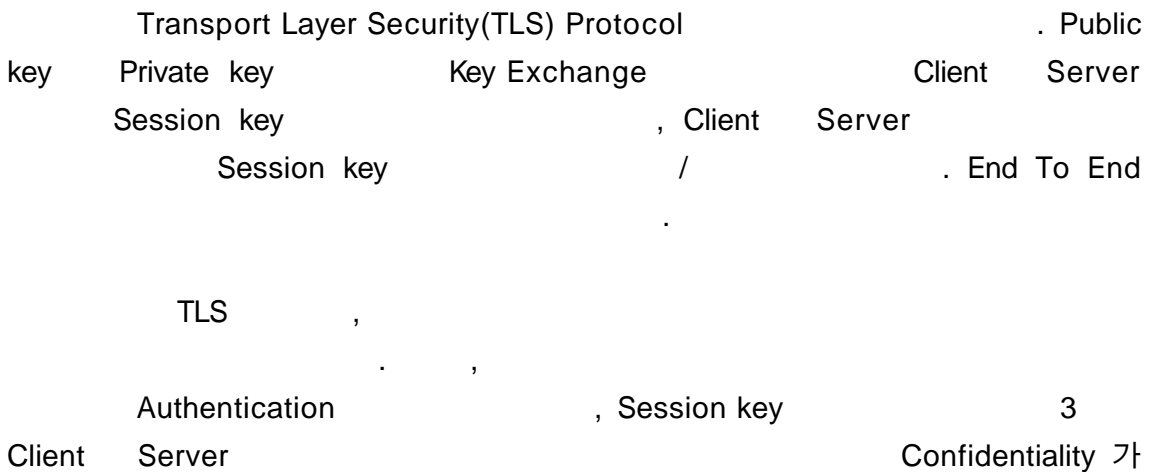 Transport Layer Security(TLS) Protocol . Public
key Private key Key Exchange Client Server
Session key , Client Server
Session key / . End To End
.
TLS ,
. ,
Authentication , Session key 3
Client Server Confidentiality 가